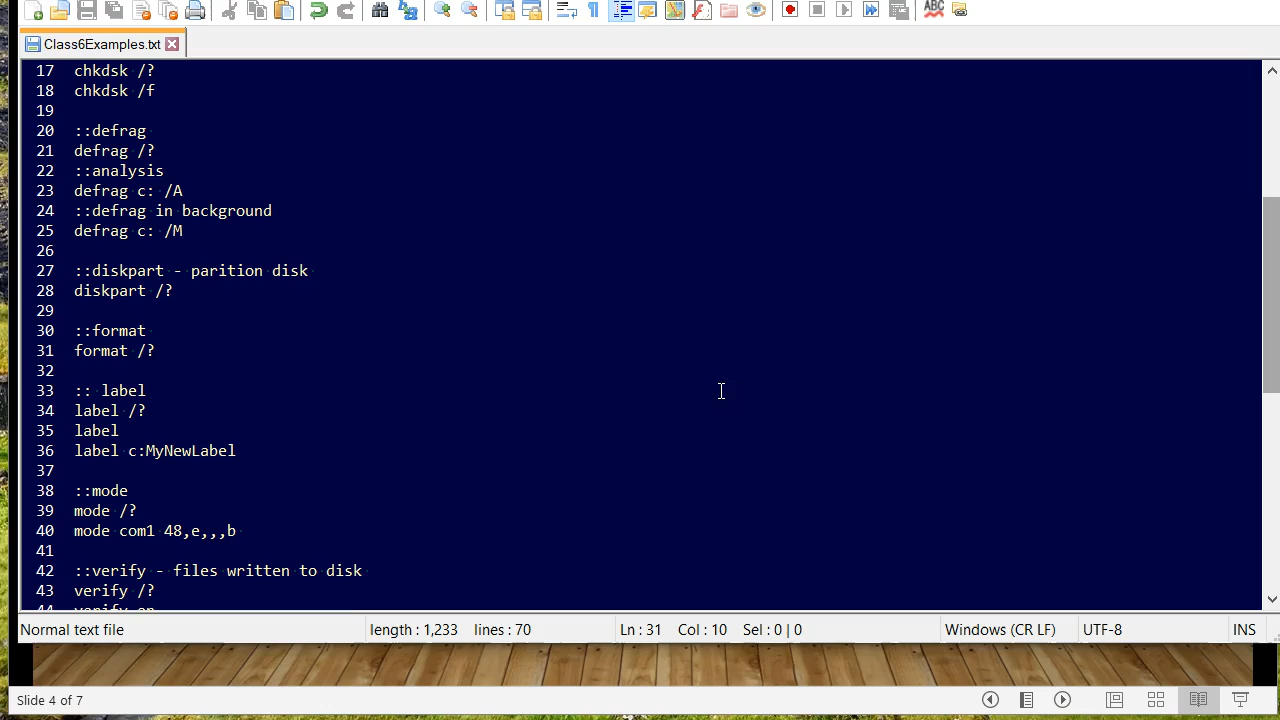 ABC
Class6Examples.txt
17 chkdsk /?
18 chkdsk /f
19
20 ::defrag
21 defrag /?
22 ::analysis
23 defrag c: /A
24 ::defrag in background
25 defrag c: /M
26
27 ::diskpart - parition disk
28 diskpart /?
29
30 ::format
31 format /?
32
33 :: label
34 label /?
35 label
36 label c:MyNewLabel
37
38 ::mode
39 mode /?
40 mode com1 48,e,,,b
41
42 ::verify - files written to disk
43 verify /?
44 verify on
Normal text file length : 1,233 lines : 70 Ln : 31 Col : 10 Sel : 0 | 0 Windows (CR LF) UTF-8 INS
Slide 4 of 7